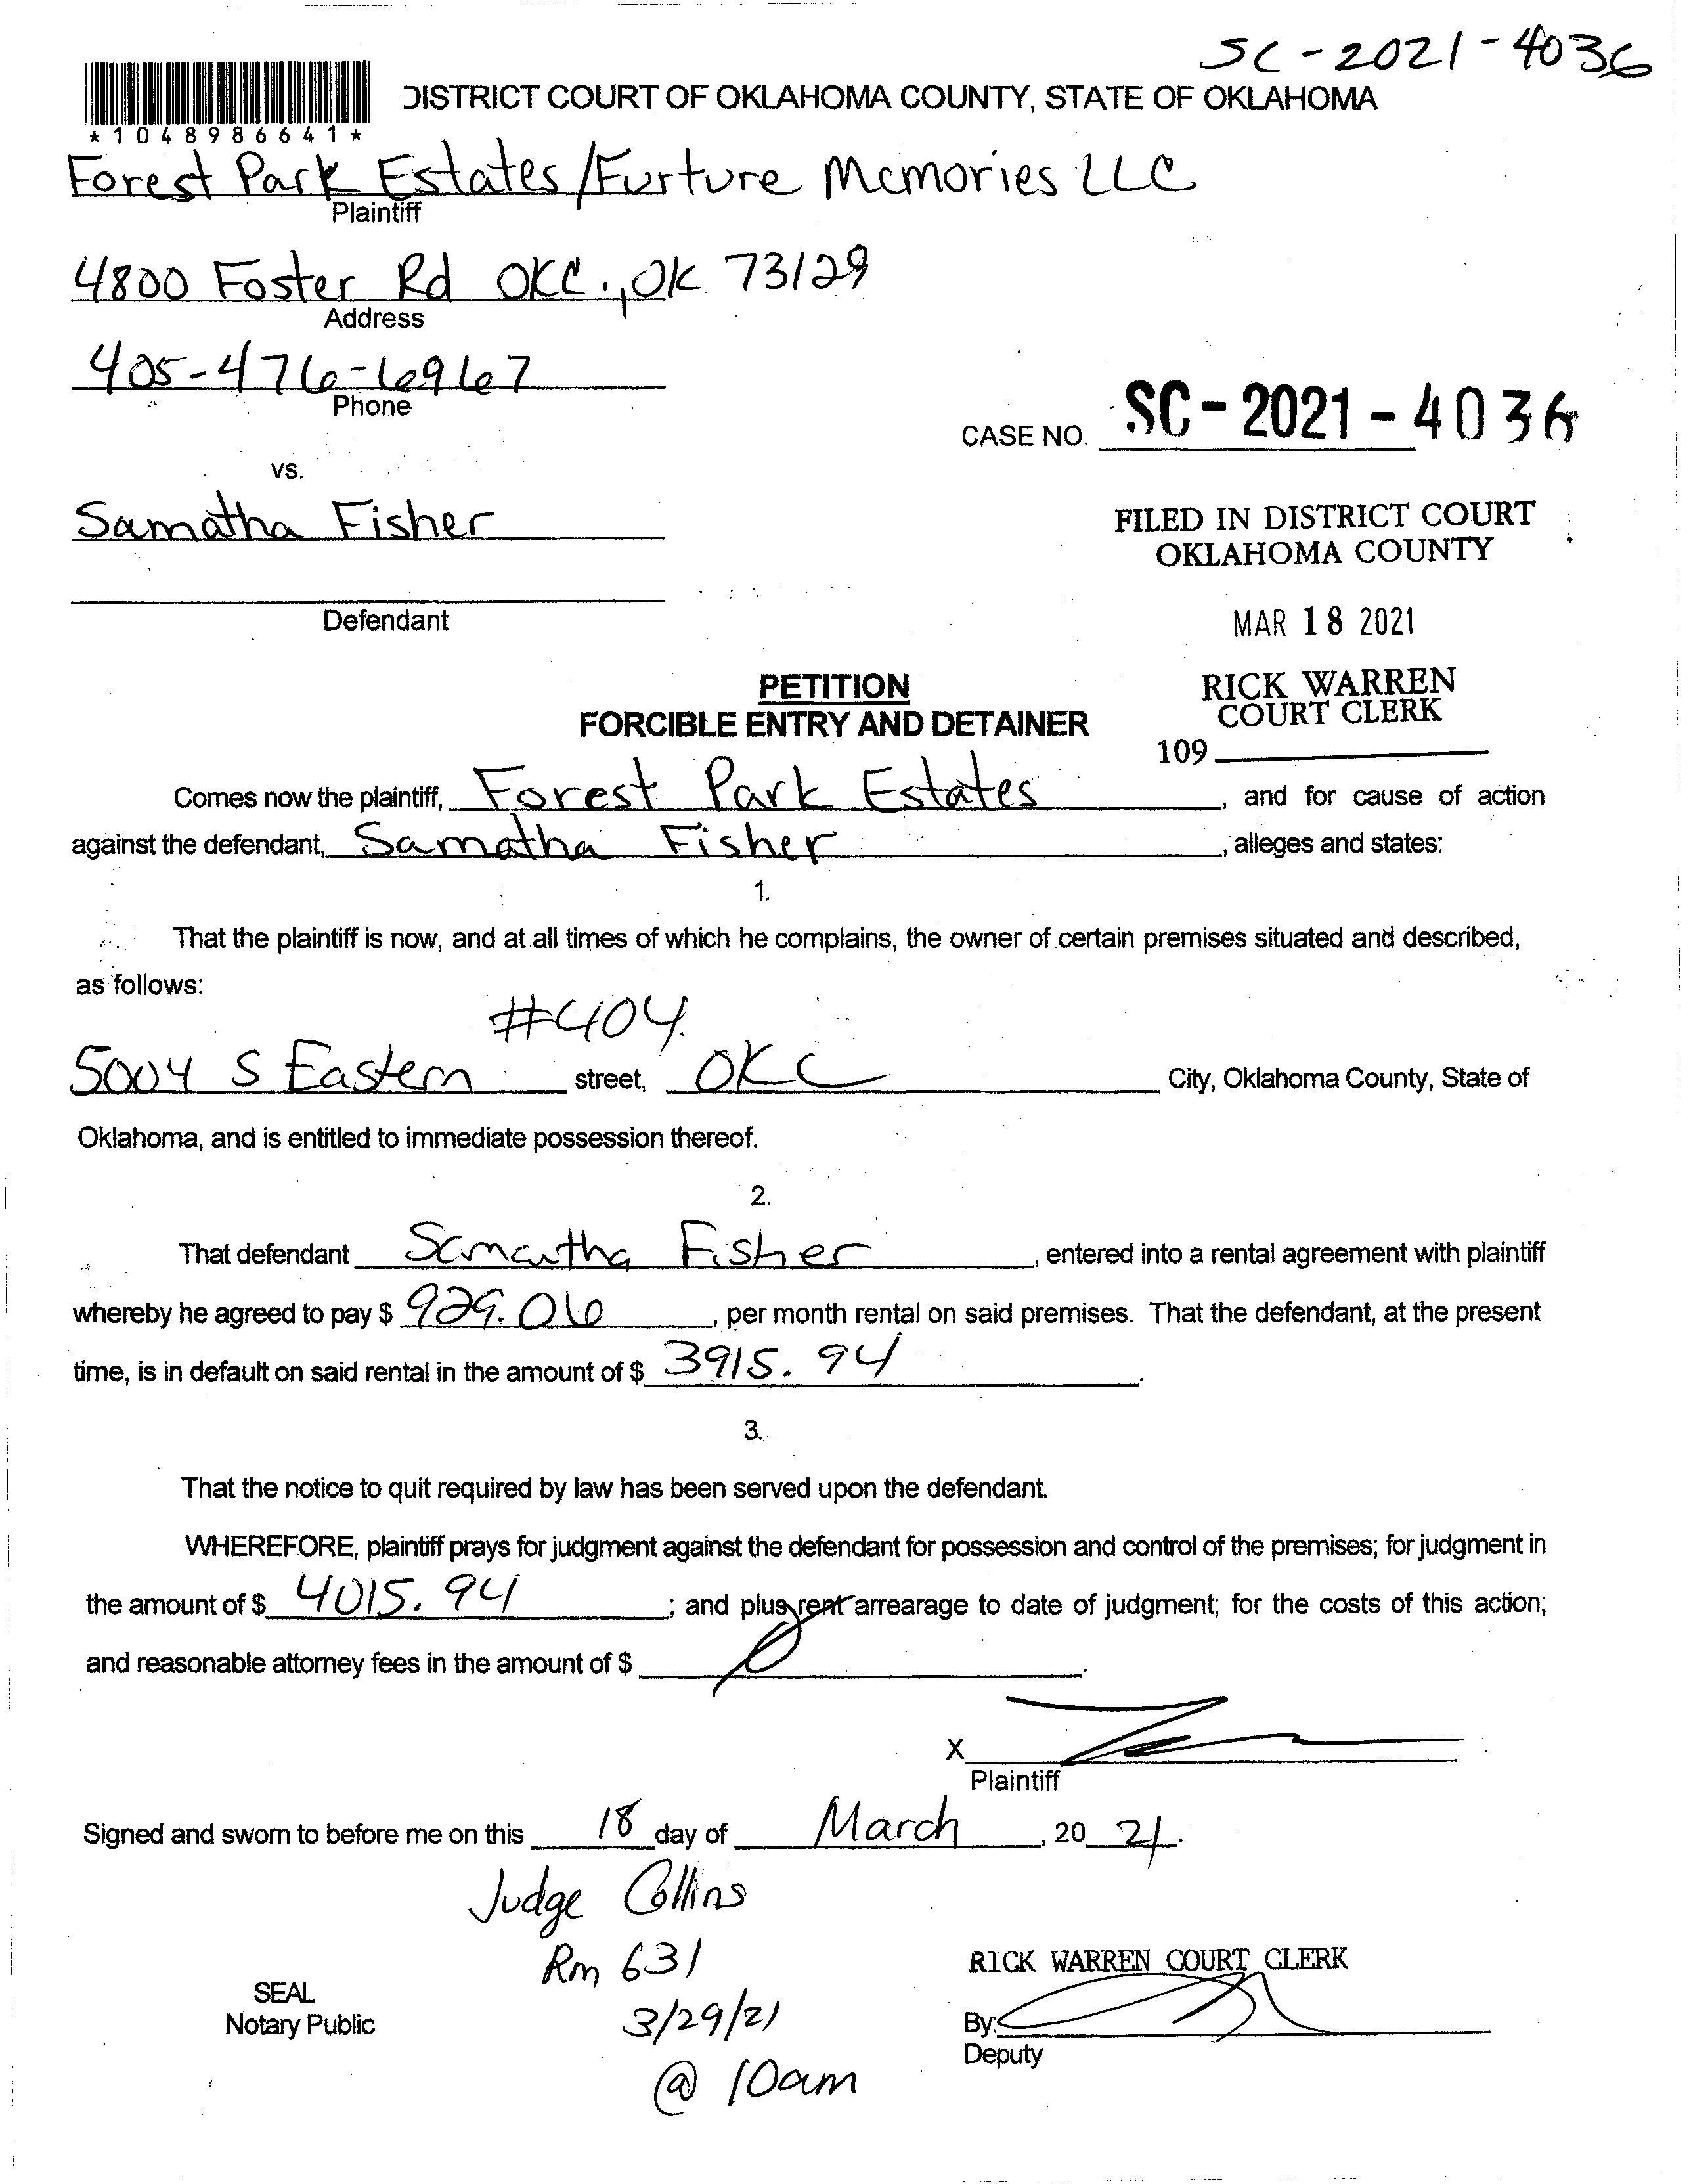 SC-2021-4036
DISTRICT COURT OF OKLAHOMA COUNTY, STATE OF OKLAHOMA
*1048986641*
Forest Park Estates/Furture Memories LLC
Plaintiff
4800 Foster Rd OKC., OK 73129
Address
405-476-6967
Phone
CASE NO. SC-2021-4036
vs.
Samatha Fisher
FILED IN DISTRICT COURT
OKLAHOMA COUNTY
Defendant
MAR 18 2021
PETITION
RICK WARREN
COURT CLERK
FORCIBLE ENTRY AND DETAINER
109
Comes now the plaintiff, Forest Park Estates, and for cause of action
against the defendant, Samatha Fisher, alleges and states:
1.
That the plaintiff is now, and at all times of which he complains, the owner of certain premises situated and described,
as follows:
#404
5004 S Eastern street, OKC City, Oklahoma County, State of
Oklahoma, and is entitled to immediate possession thereof.
2.
That defendant Samatha Fisher, entered into a rental agreement with plaintiff
whereby he agreed to pay $ 929.06, per month rental on said premises. That the defendant, at the present
time, is in default on said rental in the amount of $ 3915.94.
3.
That the notice to quit required by law has been served upon the defendant.
WHEREFORE, plaintiff prays for judgment against the defendant for possession and control of the premises; for judgment in
the amount of $ 4015.94; and plus rent arrearage to date of judgment; for the costs of this action;
and reasonable attorney fees in the amount of $ 0.
X
Plaintiff
Signed and sworn to before me on this 18 day of March, 20 21.
Judge Collins
Rm 631
RICK WARREN COURT CLERK
SEAL
Notary Public
3/29/21
By:
Deputy
@ 10am